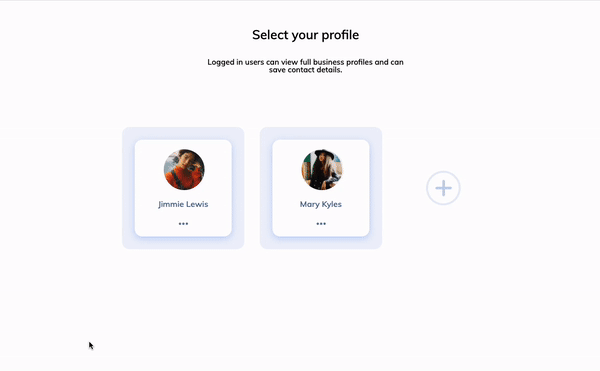 Select your profile
Logged in users can view full business profiles and can
save contact details.
Jimmie Lewis
Mary Kyles